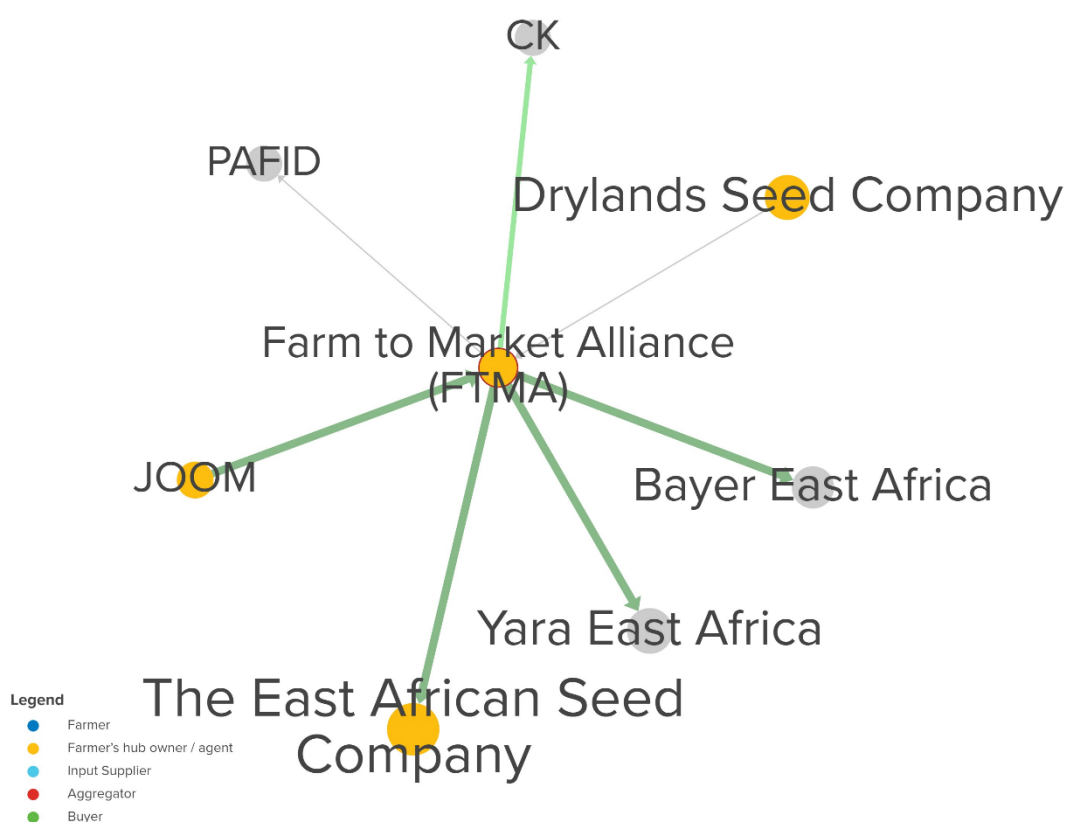 CK
PAFID
Drylands Seed Company
Farm to Market Alliance
(FTMA)
JOOM
Bayer East Africa
Yara East Africa
The East African Seed
Company
Legend
Farmer
Farmer's hub owner / agent
Input Supplier
Aggregator
Buyer